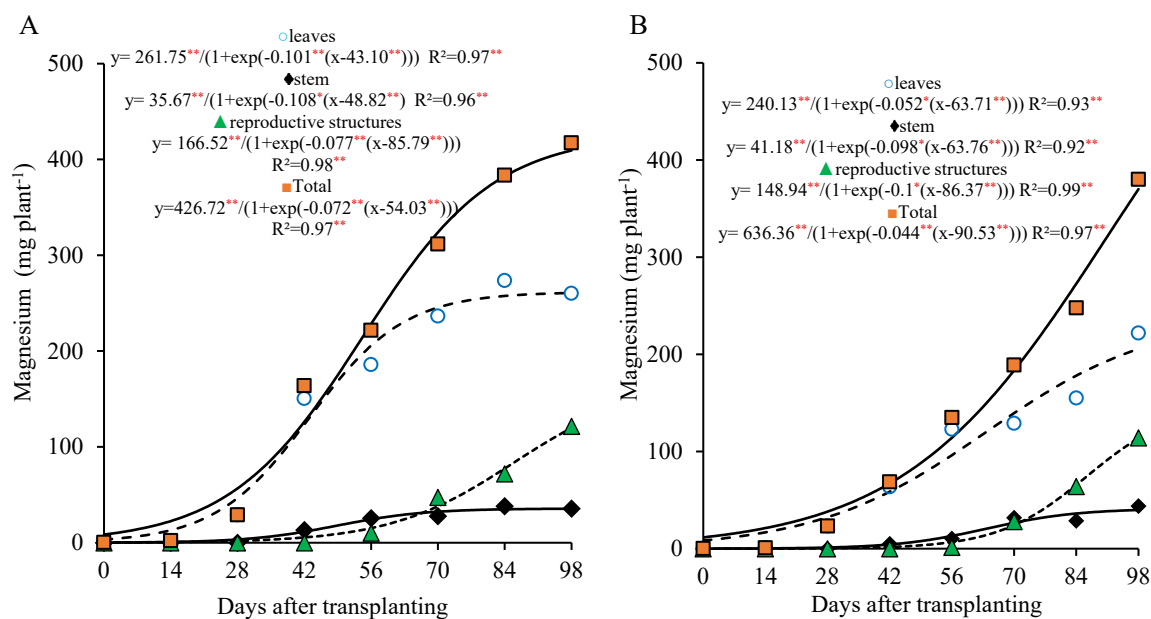 A
leaves
y= 261.75**/(1+exp(-0.101**(x-43.10**))) R²=0.97**
stem
y= 35.67**/(1+exp(-0.108*(x-48.82**) R²=0.96**
reproductive structures
y= 166.52**/(1+exp(-0.077**(x-85.79**)))
R²=0.98**
Total
y=426.72**/(1+exp(-0.072**(x-54.03**)))
R²=0.97**
Magnesium (mg plant-1)
500
400
300
200
100
0
0 14 28 42 56 70 84 98
Days after transplanting
B
leaves
y= 240.13**/(1+exp(-0.052*(x-63.71**))) R²=0.93**
stem
y= 41.18**/(1+exp(-0.098*(x-63.76**))) R²=0.92**
reproductive structures
y= 148.94**/(1+exp(-0.1*(x-86.37**))) R²=0.99**
Total
y= 636.36**/(1+exp(-0.044**(x-90.53**))) R²=0.97**
Magnesium (mg plant-1)
500
400
300
200
100
0
0 14 28 42 56 70 84 98
Days after transplanting